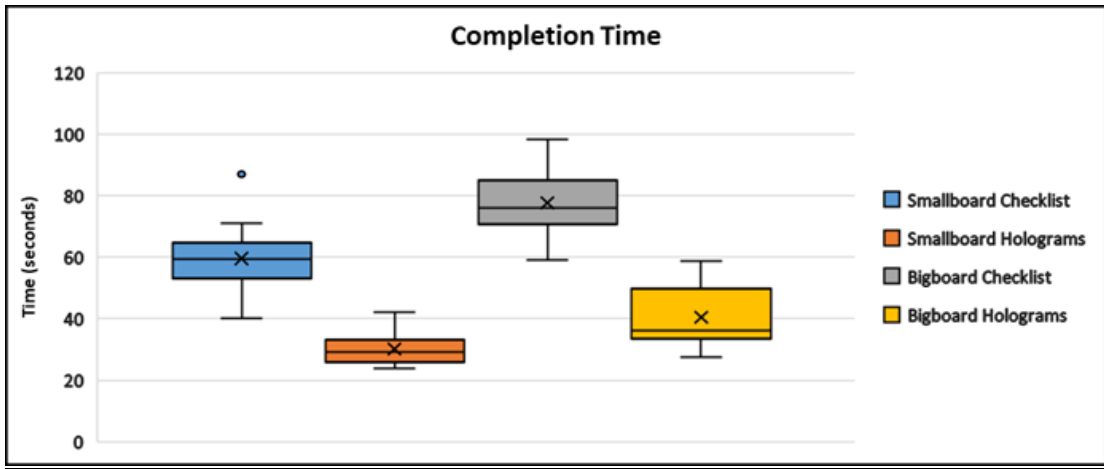 Completion Time
120
100
80
60
40
20
0
Time (seconds)
Smallboard Checklist
Smallboard Holograms
Bigboard Checklist
Bigboard Holograms